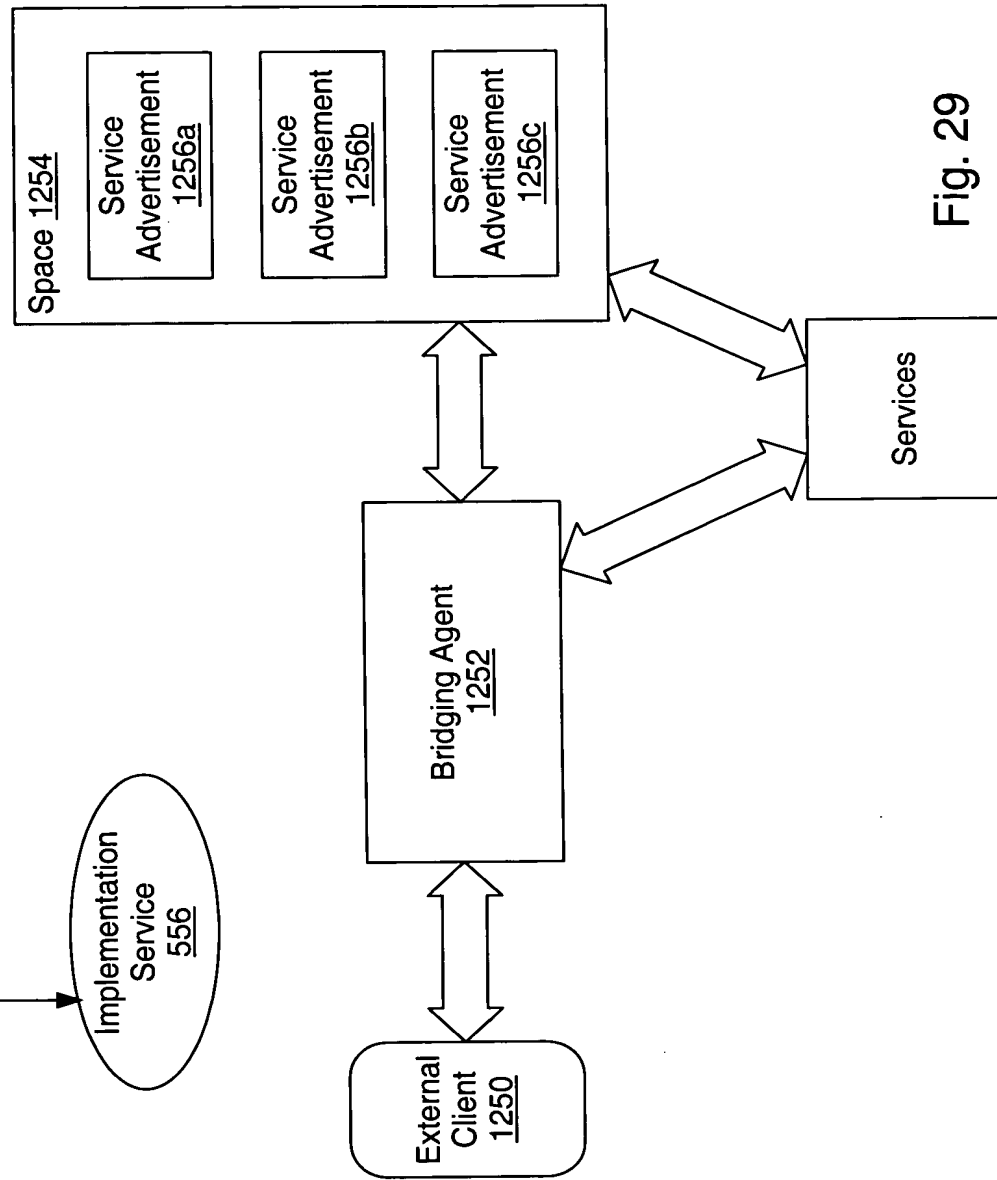 Implementation
Service
556
External
Client
1250
Bridging Agent
1252
Space 1254
Service
Advertisement
1256a
Service
Advertisement
1256b
Service
Advertisement
1256c
Services
Fig. 29